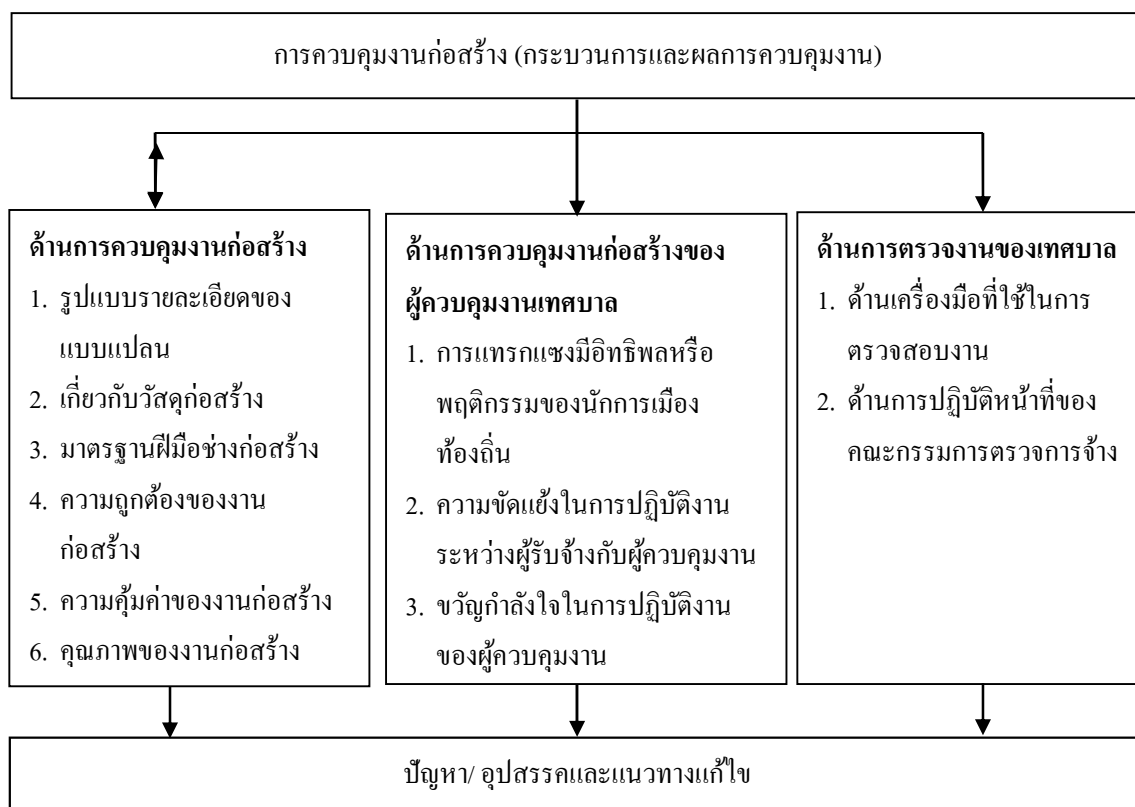 การควบคุมงานก่อสร้าง (กระบวนการและผลการควบคุมงาน)
ด้านการควบคุมงานก่อสร้าง
1. รูปแบบรายละเอียดของ
แบบแปลน
2. เกี่ยวกับวัสดุก่อสร้าง
3. มาตรฐานฝีมือช่างก่อสร้าง
4. ความถูกต้องของงาน
ก่อสร้าง
5. ความคุ้มค่าของงานก่อสร้าง
6. คุณภาพของงานก่อสร้าง
ด้านการควบคุมงานก่อสร้างของ
ผู้ควบคุมงานเทศบาล
1. การแทรกแซงมีอิทธิพลหรือ
พฤติกรรมของนักการเมือง
ท้องถิ่น
2. ความขัดแย้งในการปฏิบัติงาน
ระหว่างผู้รับจ้างกับผู้ควบคุมงาน
3. ขวัญกำลังใจในการปฏิบัติงาน
ของผู้ควบคุมงาน
ด้านการตรวจงานของเทศบาล
1. ด้านเครื่องมือที่ใช้ในการ
ตรวจสอบงาน
2. ด้านการปฏิบัติหน้าที่ของ
คณะกรรมการตรวจการจ้าง
ปัญหา/ อุปสรรคและแนวทางแก้ไข